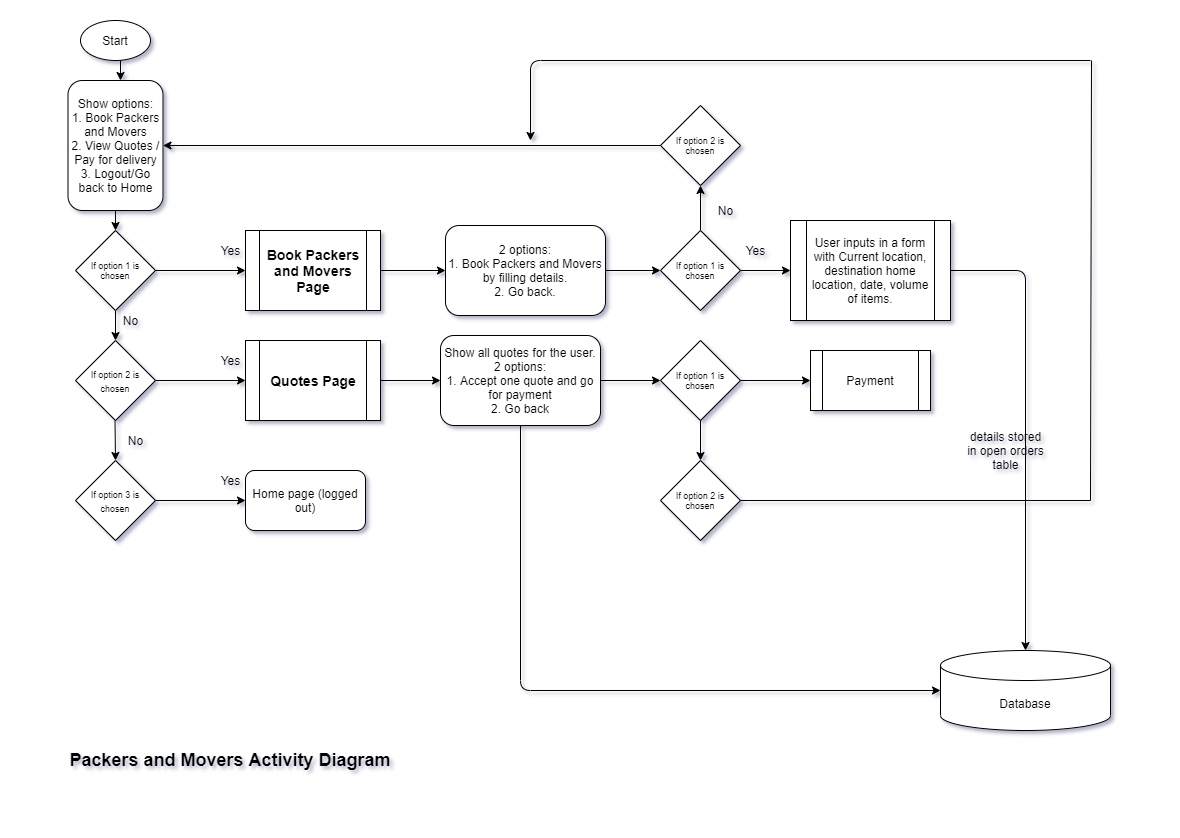 Start
Show options:
1. Book Packers
and Movers
2. View Quotes /
Pay for delivery
3. Logout/Go
back to Home
If option 2 is
chosen
No
If option 1 is
chosen
Yes
Book Packers
and Movers
Page
2 options:
1. Book Packers and Movers
by filling details.
2. Go back.
If option 1 is
chosen
Yes
User inputs in a form
with Current location,
destination home
location, date, volume
of items.
No
If option 2 is
chosen
Yes
Quotes Page
Show all quotes for the user.
2 options:
1. Accept one quote and go
for payment
2. Go back
If option 1 is
chosen
Payment
No
details stored
in open orders
table
If option 3 is
chosen
Yes
Home page (logged
out)
If option 2 is
chosen
Database
Packers and Movers Activity Diagram